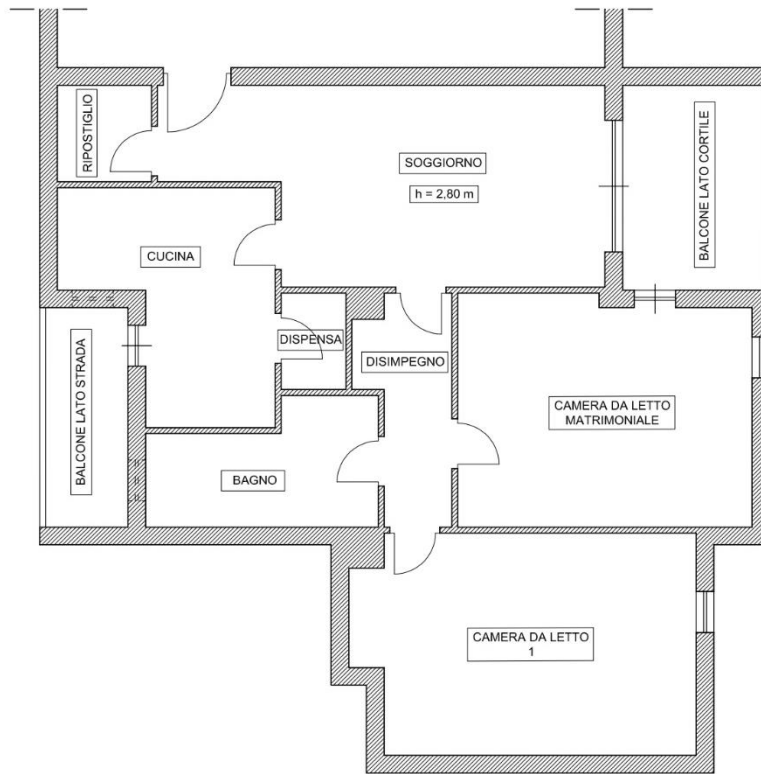 RIPOSTIGLIO
SOGGIORNO
h = 2,80 m
BALCONE LATO CORTILE
CUCINA
DISPENSA
DISIMPEGNO
BALCONE LATO STRADA
CAMERA DA LETTO
MATRIMONIALE
BAGNO
CAMERA DA LETTO
1